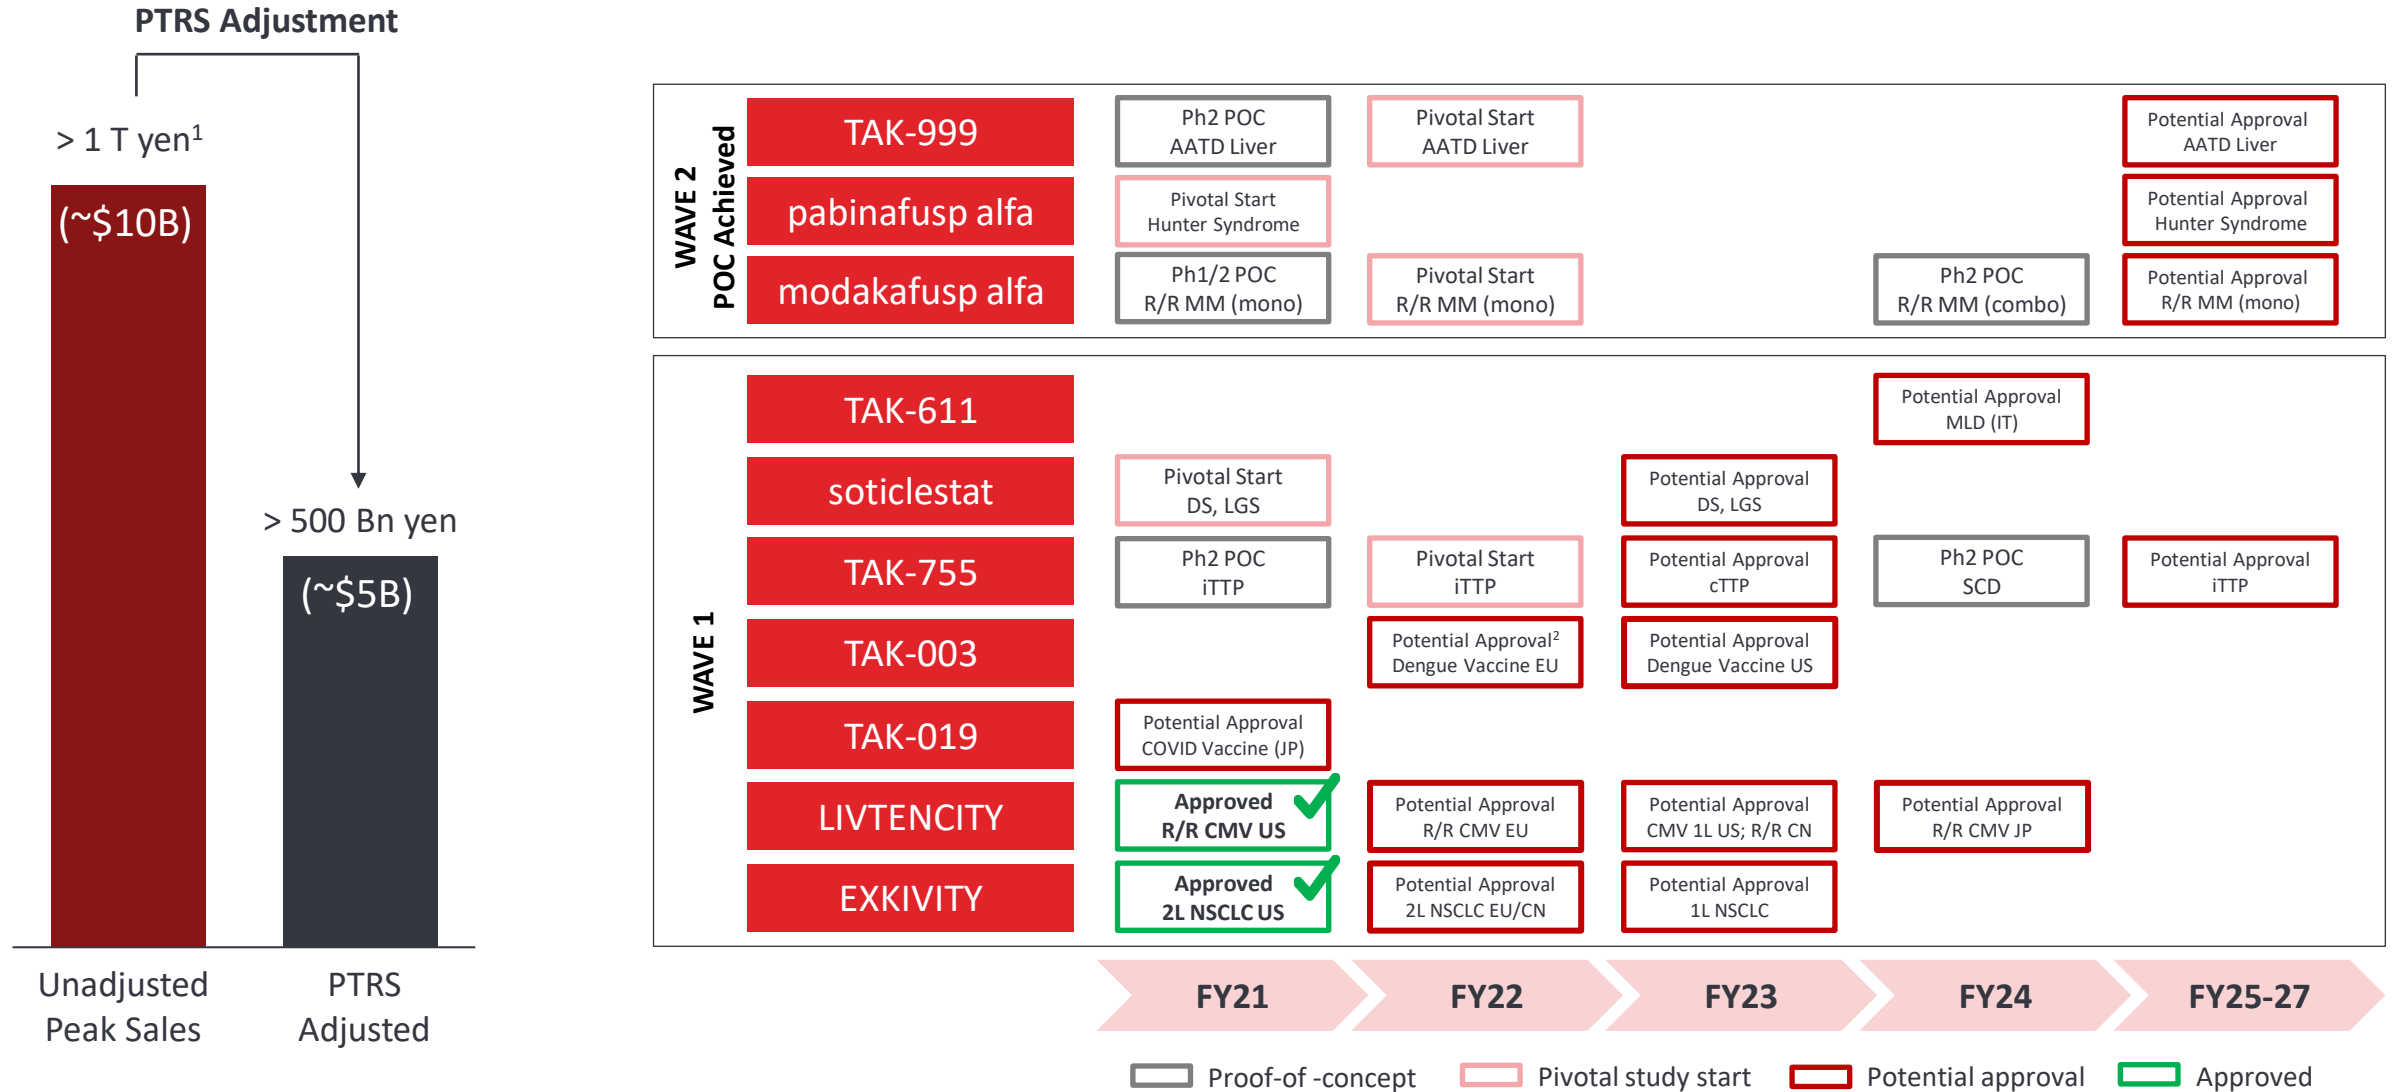 PTRS Adjustment
> 1 T yen1
(~$10B)
> 500 Bn yen
(~$5B)
Unadjusted
Peak Sales
PTRS
Adjusted
WAVE 2
POC Achieved
TAK-999
Ph2 POC
AATD Liver
Pivotal Start
AATD Liver
Potential Approval
AATD Liver
pabinafusp alfa
Pivotal Start
Hunter Syndrome
Potential Approval
Hunter Syndrome
modakafusp alfa
Ph1/2 POC
R/R MM (mono)
Pivotal Start
R/R MM (mono)
Ph2 POC
R/R MM (combo)
Potential Approval
R/R MM (mono)
WAVE 1
TAK-611
Potential Approval
MLD (IT)
soticlestat
Pivotal Start
DS, LGS
Potential Approval
DS, LGS
TAK-755
Ph2 POC
iTTP
Pivotal Start
iTTP
Potential Approval
cTTP
Ph2 POC
SCD
Potential Approval
iTTP
TAK-003
Potential Approval2
Dengue Vaccine EU
Potential Approval
Dengue Vaccine US
TAK-019
Potential Approval
COVID Vaccine (JP)
LIVTENCITY
Approved
R/R CMV US
Potential Approval
R/R CMV EU
Potential Approval
CMV 1L US; R/R CN
Potential Approval
R/R CMV JP
EXKIVITY
Approved
2L NSCLC US
Potential Approval
2L NSCLC EU/CN
Potential Approval
1L NSCLC
FY21
FY22
FY23
FY24
FY25-27
Proof-of -concept
Pivotal study start
Potential approval
Approved